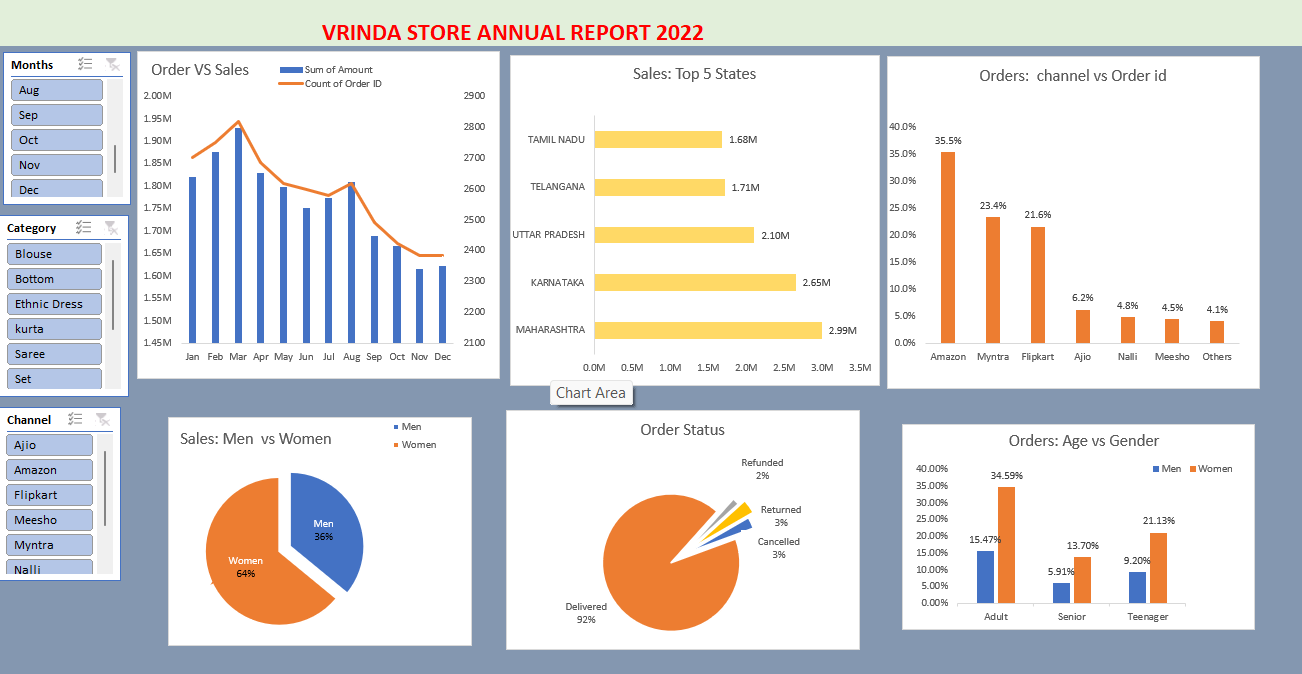 VRINDA STORE ANNUAL REPORT 2022
Months
Aug
Sep
Oct
Nov
Dec
Category
Blouse
Bottom
Ethnic Dress
kurta
Saree
Set
Channel
Ajio
Amazon
Flipkart
Meesho
Myntra
Nalli
Order VS Sales
Sum of Amount
Count of Order ID
2.00M
1.95M
1.90M
1.85M
1.80M
1.75M
1.70M
1.65M
1.60M
1.55M
1.50M
1.45M
2900
2800
2700
2600
2500
2400
2300
2200
2100
Jan Feb Mar Apr May Jun Jul Aug Sep Oct Nov Dec
Sales: Top 5 States
TAMIL NADU 1.68M
TELANGANA 1.71M
UTTAR PRADESH 2.10M
KARNATAKA 2.65M
MAHARASHTRA 2.99M
0.0M 0.5M 1.0M 1.5M 2.0M 2.5M 3.0M 3.5M
Chart Area
Orders: channel vs Order id
40.0%
35.0%
30.0%
25.0%
20.0%
15.0%
10.0%
5.0%
0.0%
35.5%
23.4%
21.6%
6.2%
4.8%
4.5%
4.1%
Amazon Myntra Flipkart Ajio Nalli Meesho Others
Sales: Men vs Women
Men
Women
Men
36%
Women
64%
Order Status
Refunded
2%
Returned
3%
Cancelled
3%
Delivered
92%
Orders: Age vs Gender
Men Women
40.00%
35.00%
30.00%
25.00%
20.00%
15.00%
10.00%
5.00%
0.00%
15.47%
34.59%
5.91%
13.70%
9.20%
21.13%
Adult Senior Teenager